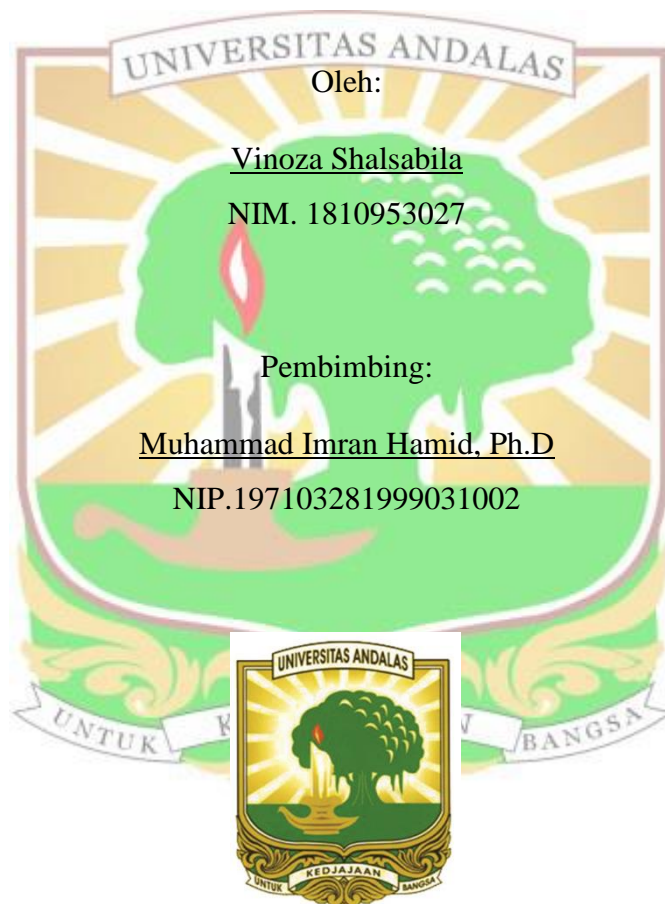 UNIVERSITAS ANDALAS
Oleh:
Vinoza Shalsabila
NIM. 1810953027
Pembimbing:
Muhammad Imran Hamid, Ph.D
NIP.197103281999031002
UNIVERSITAS ANDALAS
UNTUK K N BANGSA
UNTUK KEDJAJAAN BANGSA